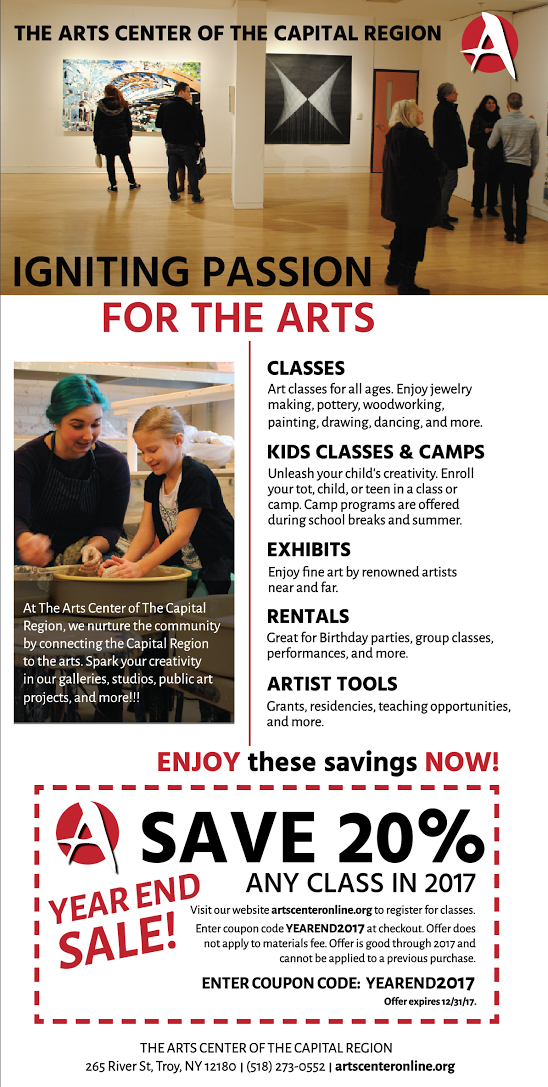 THE ARTS CENTER OF THE CAPITAL REGION
IGNITING PASSION
FOR THE ARTS
At The Arts Center of The Capital
Region, we nurture the community
by connecting the Capital Region
to the arts. Spark your creativity
in our galleries, studios, public art
projects, and more!!!
CLASSES
Art classes for all ages. Enjoy jewelry
making, pottery, woodworking,
painting, drawing, dancing, and more.
KIDS CLASSES & CAMPS
Unleash your child's creativity. Enroll
your tot, child, or teen in a class or
camp. Camp programs are offered
during school breaks and summer.
EXHIBITS
Enjoy fine art by renowned artists
near and far.
RENTALS
Great for Birthday parties, group classes,
performances, and more.
ARTIST TOOLS
Grants, residencies, teaching opportunities,
and more.
ENJOY these savings NOW!
SAVE 20%
ANY CLASS IN 2017
YEAR END
SALE!
Visit our website artscenteronline.org to register for classes.
Enter coupon code YEAREND2017 at checkout. Offer does
not apply to materials fee. Offer is good through 2017 and
cannot be applied to a previous purchase.
ENTER COUPON CODE: YEAREND2017
Offer expires 12/31/17.
THE ARTS CENTER OF THE CAPITAL REGION
265 River St, Troy, NY 12180 | (518) 273-0552 | artscenteronline.org